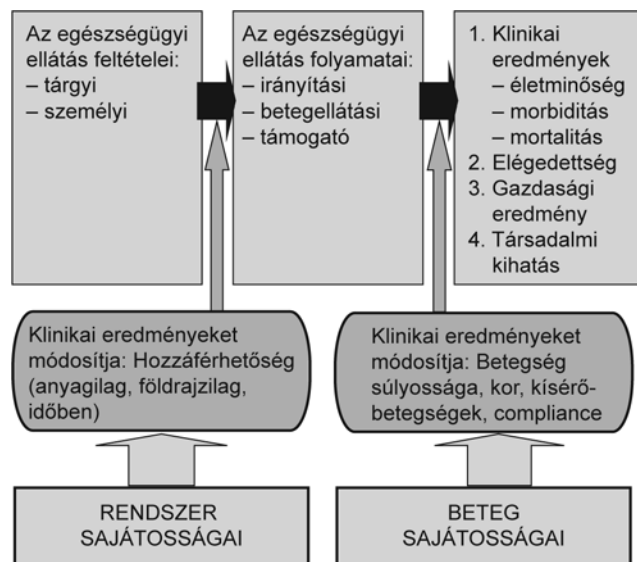 Az egészségügyi
ellátás feltételei:
– tárgyi
– személyi
Az egészségügyi
ellátás folyamatai:
– irányítási
– betegellátási
– támogató
1. Klinikai
eredmények
– életminőség
– morbiditás
– mortalitás
2. Elégedettség
3. Gazdasági
eredmény
4. Társadalmi
kihatás
Klinikai eredményeket
módosítja: Hozzáférhetőség
(anyagilag, földrajzilag,
időben)
Klinikai eredményeket
módosítja: Betegség
súlyossága, kor, kísérő-
betegségek, compliance
RENDSZER
SAJÁTOSSÁGAI
BETEG
SAJÁTOSSÁGAI